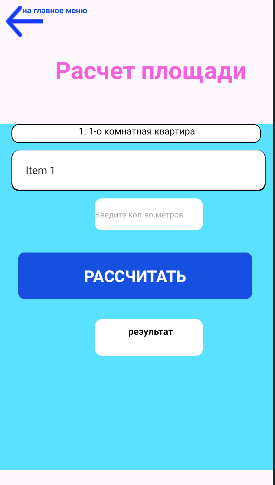 на главное меню
Расчет площади
1. 1-о комнатная квартира
Item 1
Введите кол во метров
РАССЧИТАТЬ
результат